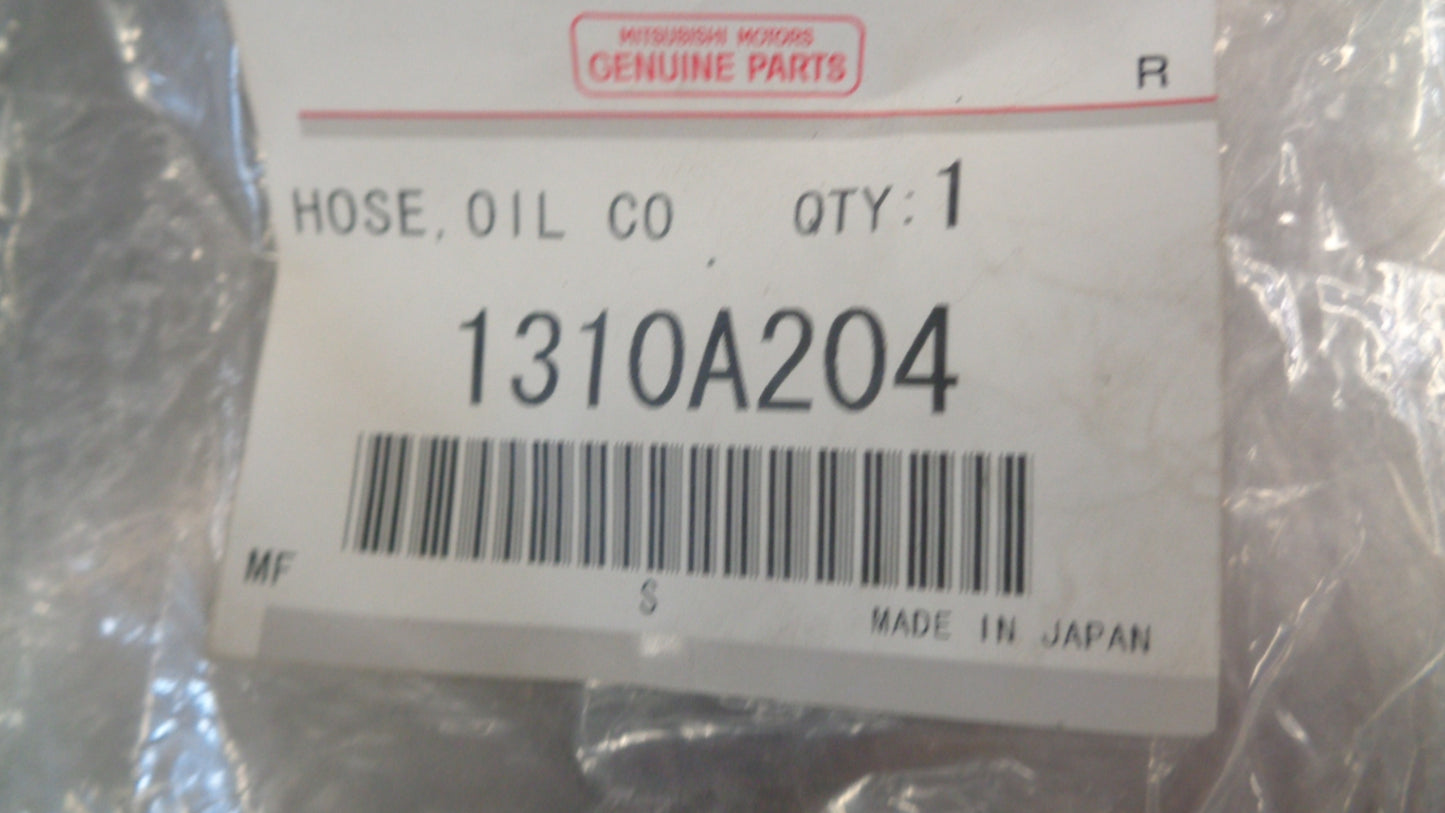 MITSUBISHI MOTORS
GENUINE PARTS
R
HOSE, OIL CO QTY: 1
1310A204
MF
S
MADE IN JAPAN